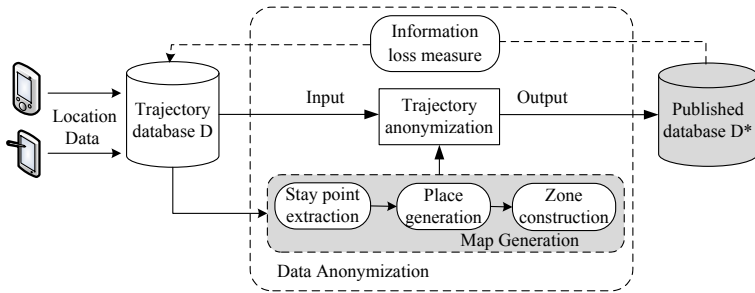 Information
loss measure
Location
Data
Trajectory
database D
Input
Trajectory
anonymization
Output
Published
database D*
Stay point
extraction
Place
generation
Zone
construction
Map Generation
Data Anonymization